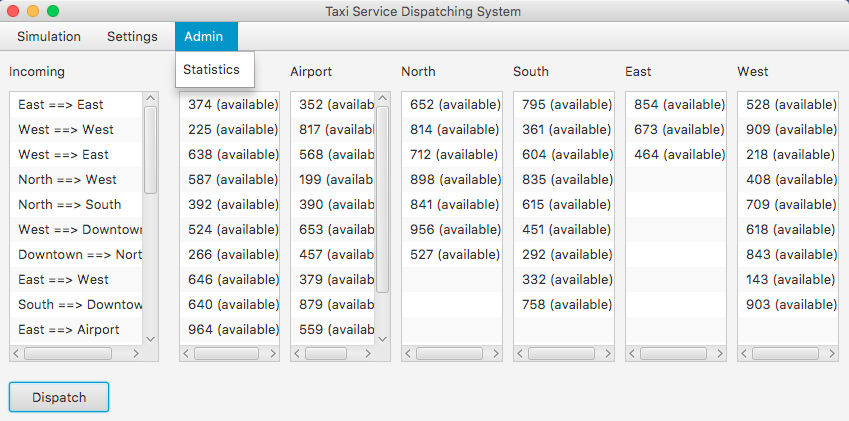 Taxi Service Dispatching System
Simulation Settings Admin
Statistics
Incoming Airport North South East West
East ==> East 374 (available) 352 (availab 652 (available) 795 (available) 854 (available) 528 (available)
West ==> West 225 (available) 817 (availab 814 (available) 361 (available) 673 (available) 909 (available)
West ==> East 638 (available) 568 (availab 712 (available) 604 (available) 464 (available) 218 (available)
North ==> West 587 (available) 199 (availab 898 (available) 835 (available) 408 (available)
North ==> South 392 (available) 390 (availab 841 (available) 615 (available) 709 (available)
West ==> Downtown 524 (available) 653 (availab 956 (available) 451 (available) 618 (available)
Downtown ==> Nort 266 (available) 457 (availab 527 (available) 292 (available) 843 (available)
East ==> West 646 (available) 379 (availab 332 (available) 143 (available)
South ==> Downtow 640 (available) 879 (availab 758 (available) 903 (available)
East ==> Airport 964 (available) 559 (availab
Dispatch